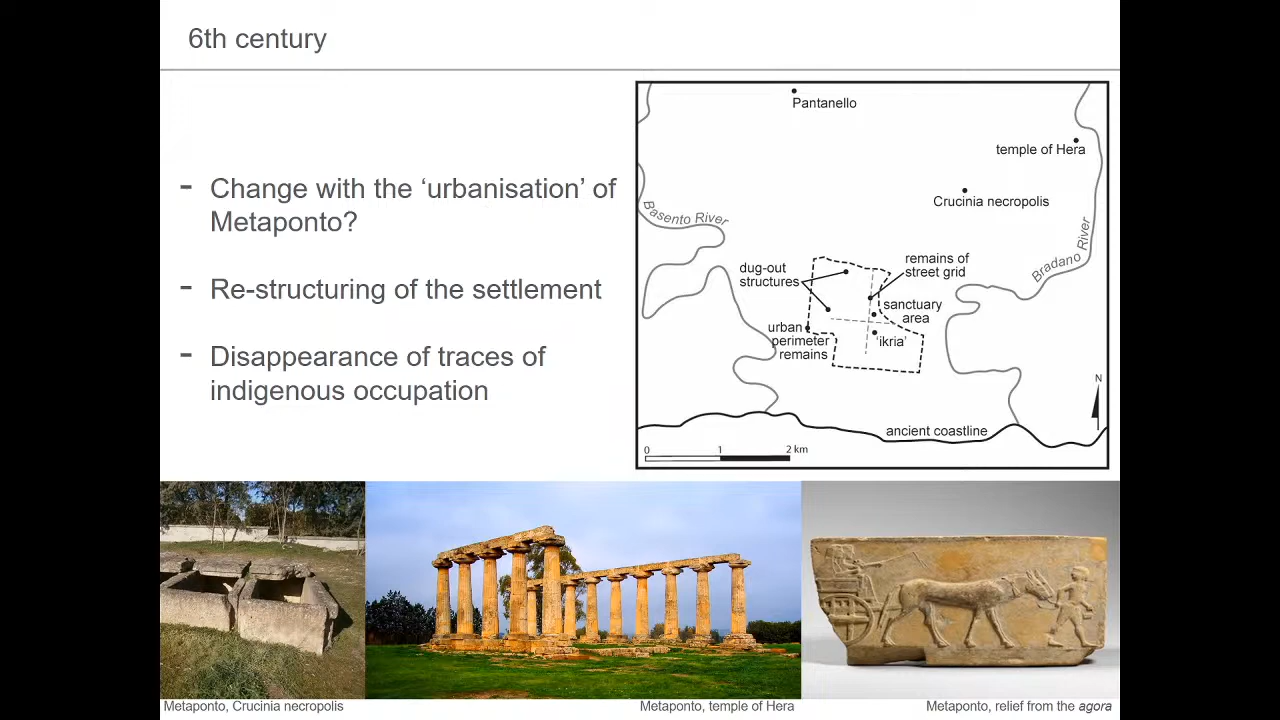 6th century
- Change with the ‘urbanisation’ of
Metaponto?
- Re-structuring of the settlement
- Disappearance of traces of
indigenous occupation
Pantanello
temple of Hera
Crucinia necropolis
Basento River
Bradano River
dug-out
structures
remains of
street grid
sanctuary
area
urban
perimeter
remains
‘ikria’
N
ancient coastline
0 1 2 km
Metaponto, Crucinia necropolis
Metaponto, temple of Hera
Metaponto, relief from the agora